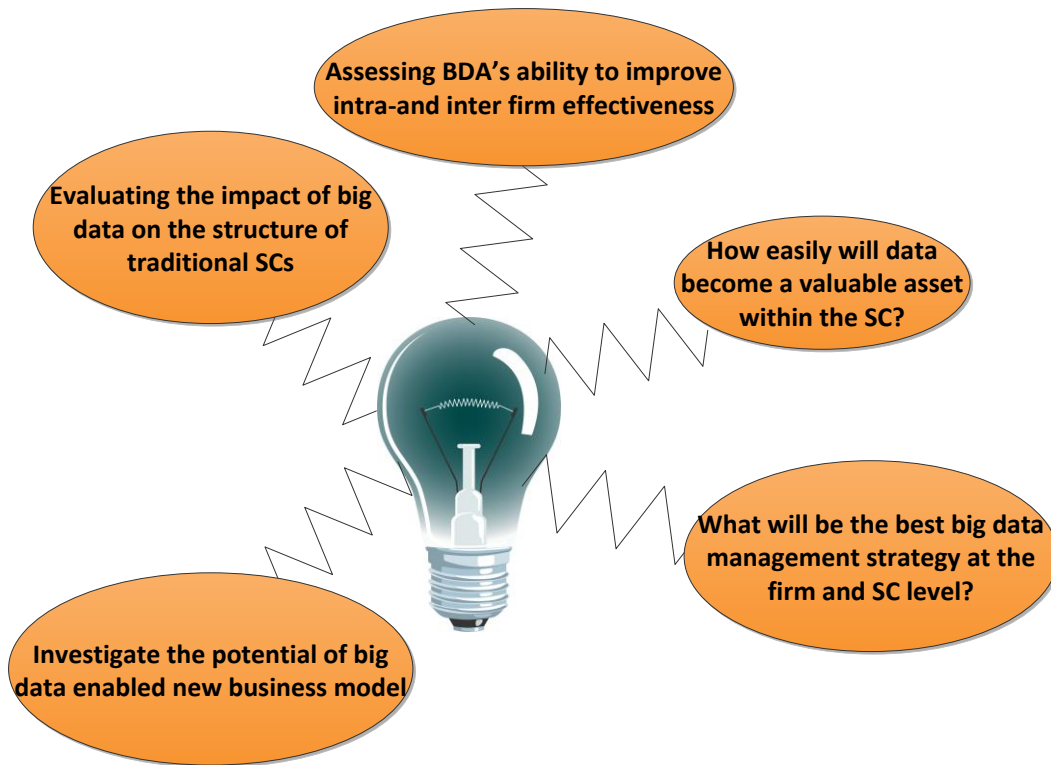 Assessing BDA's ability to improve
intra-and inter firm effectiveness
Evaluating the impact of big
data on the structure of
traditional SCs
How easily will data
become a valuable asset
within the SC?
What will be the best big data
management strategy at the
firm and SC level?
Investigate the potential of big
data enabled new business model